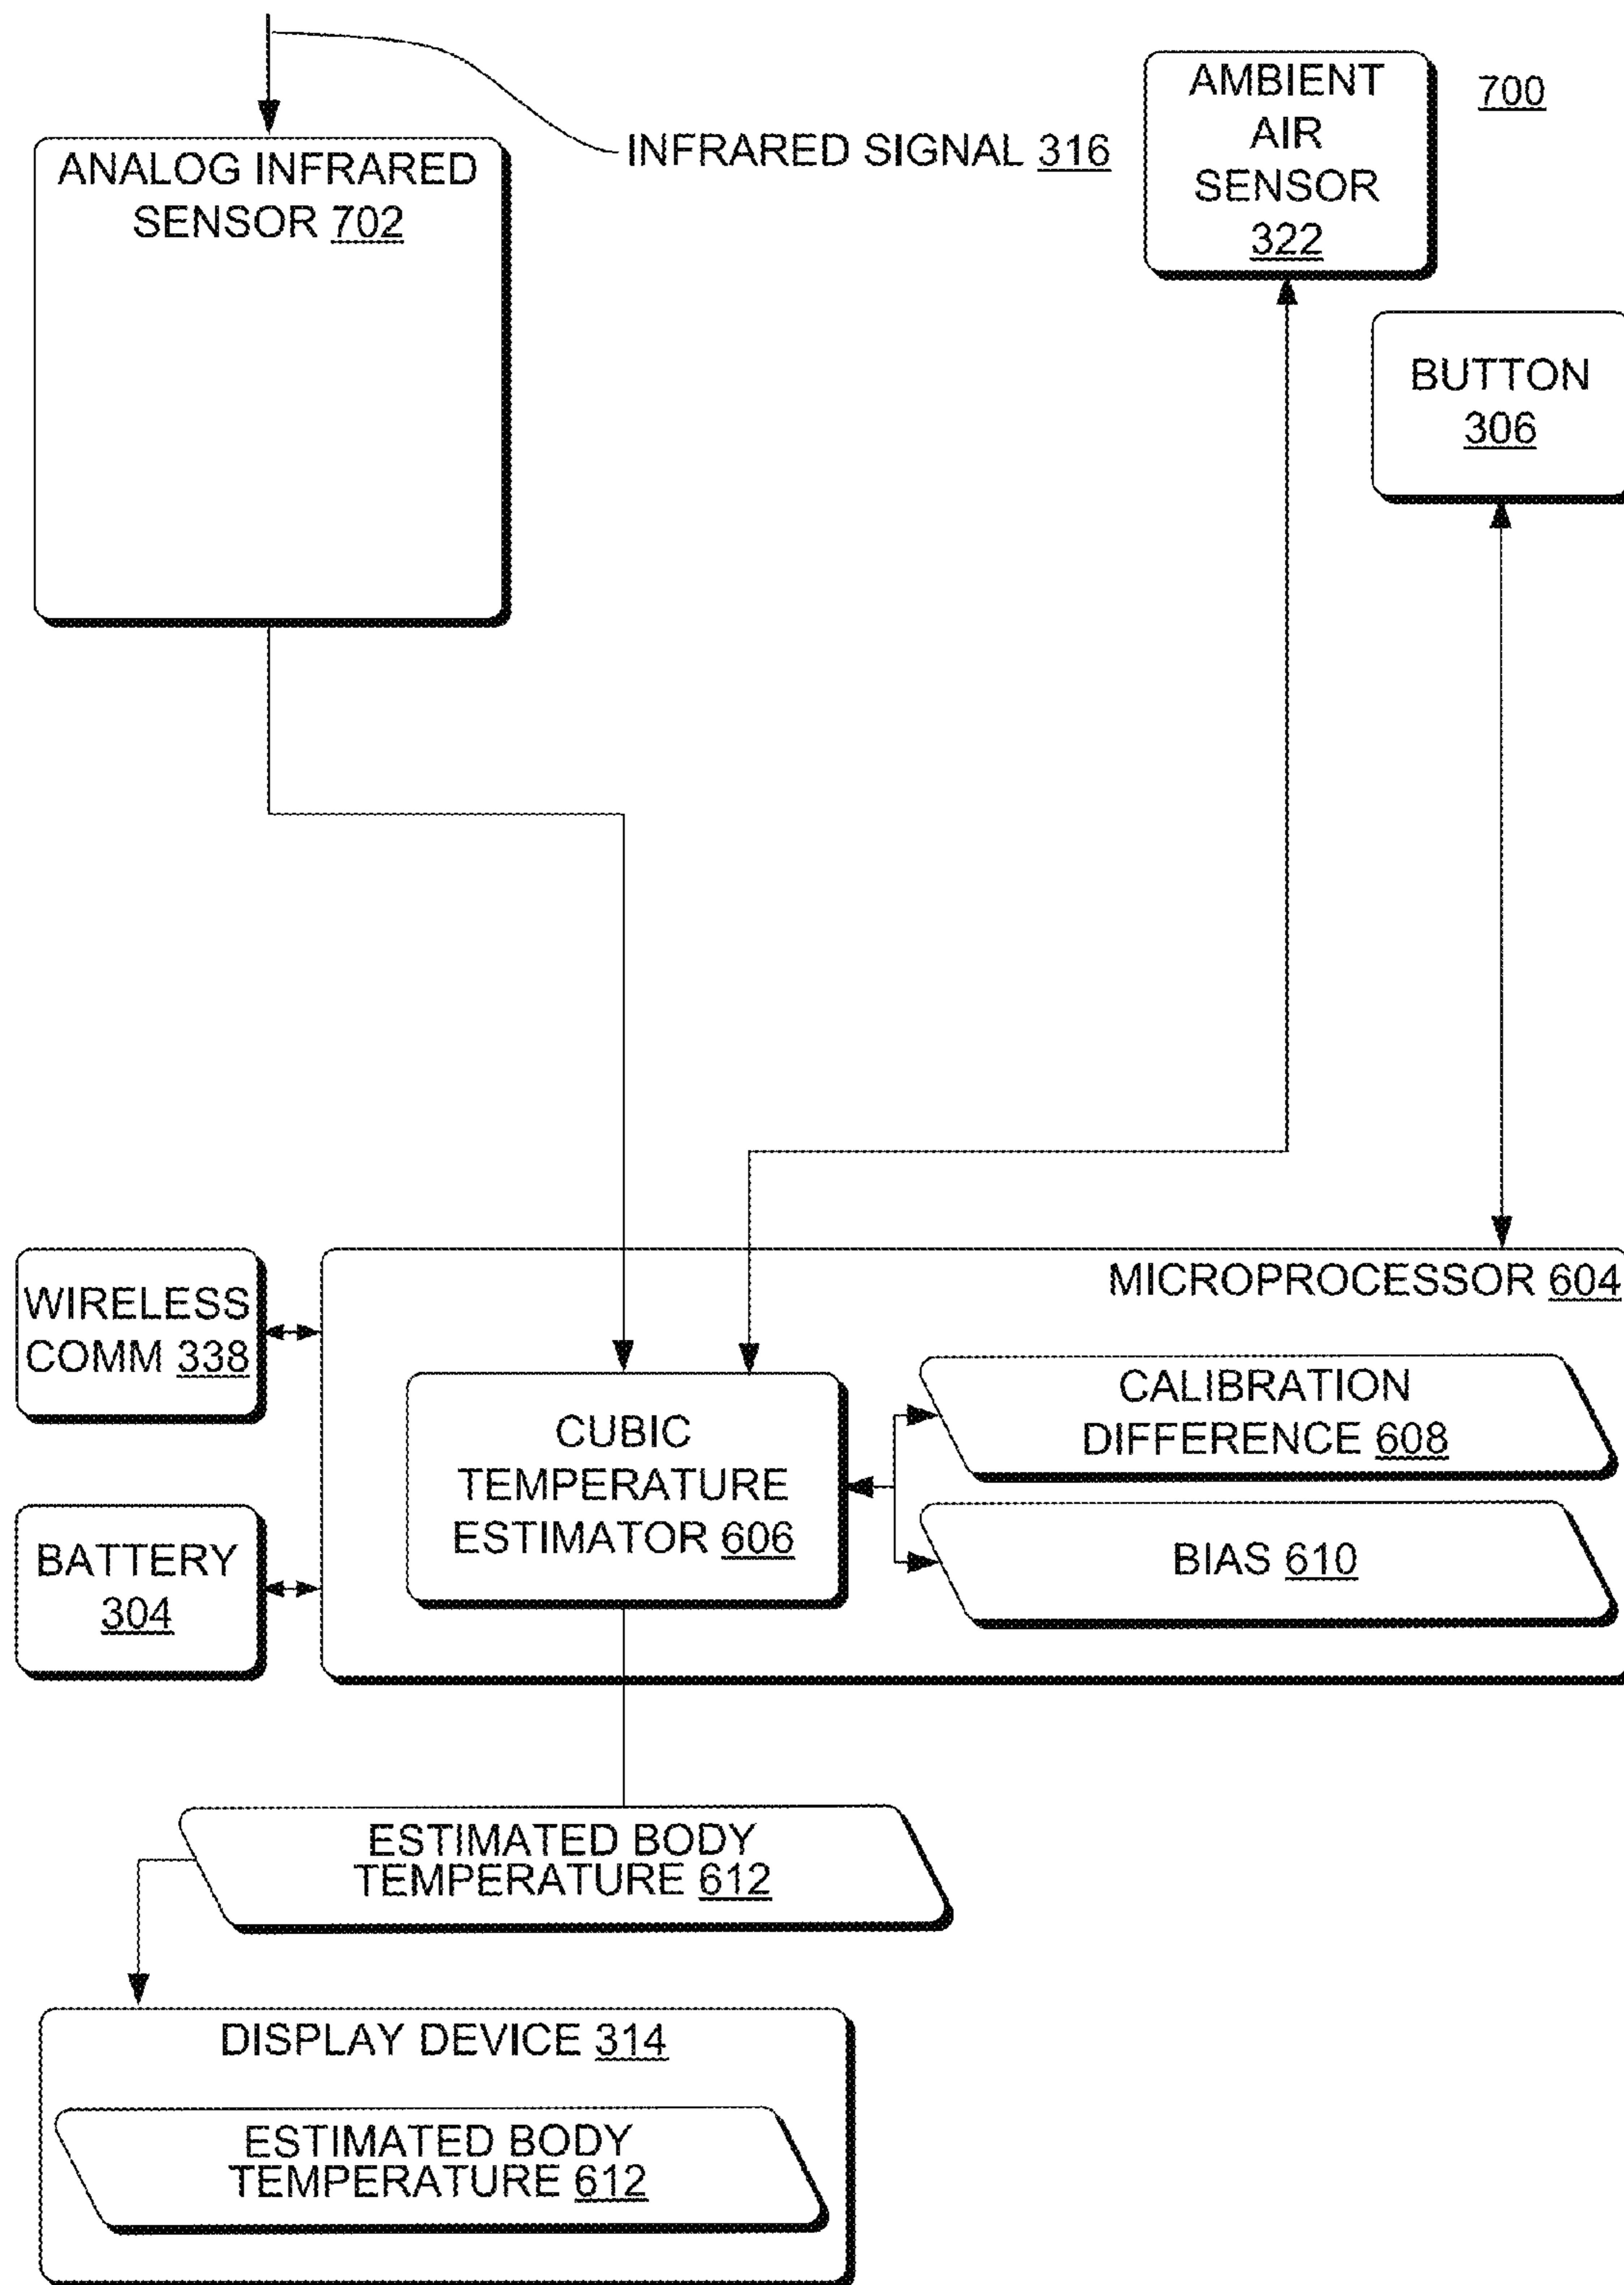 AMBIENT
AIR
SENSOR
322
700
INFRARED SIGNAL 316
ANALOG INFRARED
SENSOR 702
BUTTON
306
WIRELESS
COMM 338
MICROPROCESSOR 604
CUBIC
TEMPERATURE
ESTIMATOR 606
CALIBRATION
DIFFERENCE 608
BIAS 610
BATTERY
304
ESTIMATED BODY
TEMPERATURE 612
DISPLAY DEVICE 314
ESTIMATED BODY
TEMPERATURE 612